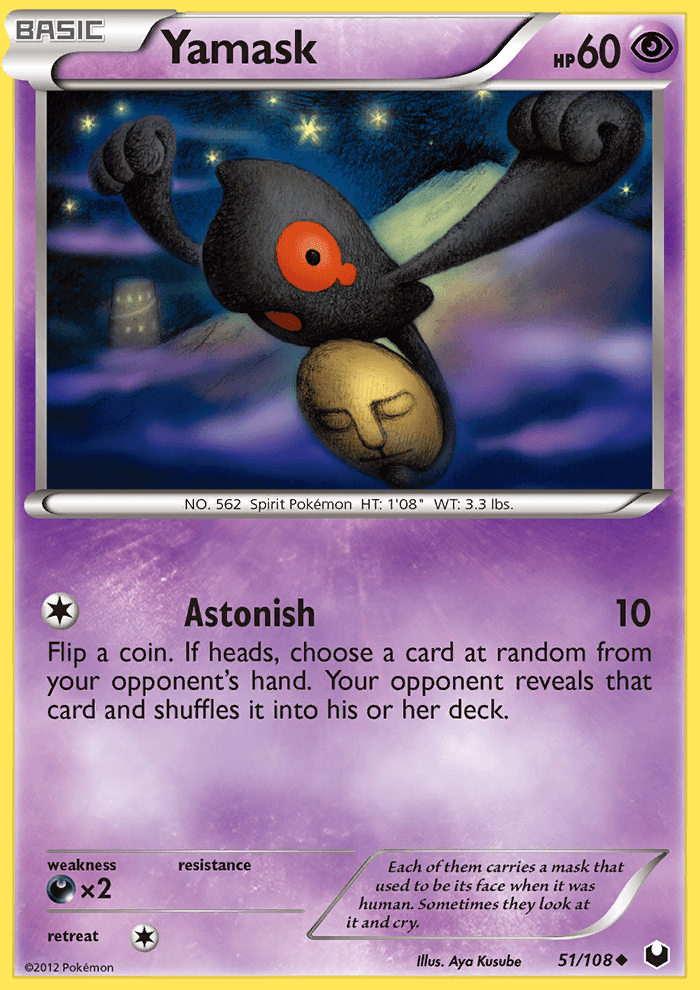 BASIC
Yamask
HP60
NO. 562 Spirit Pokémon HT: 1'08" WT: 3.3 lbs.
Astonish 10
Flip a coin. If heads, choose a card at random from
your opponent's hand. Your opponent reveals that
card and shuffles it into his or her deck.
weakness
×2
resistance
retreat
Each of them carries a mask that
used to be its face when it was
human. Sometimes they look at
it and cry.
Illus. Aya Kusube
51/108
©2012 Pokémon